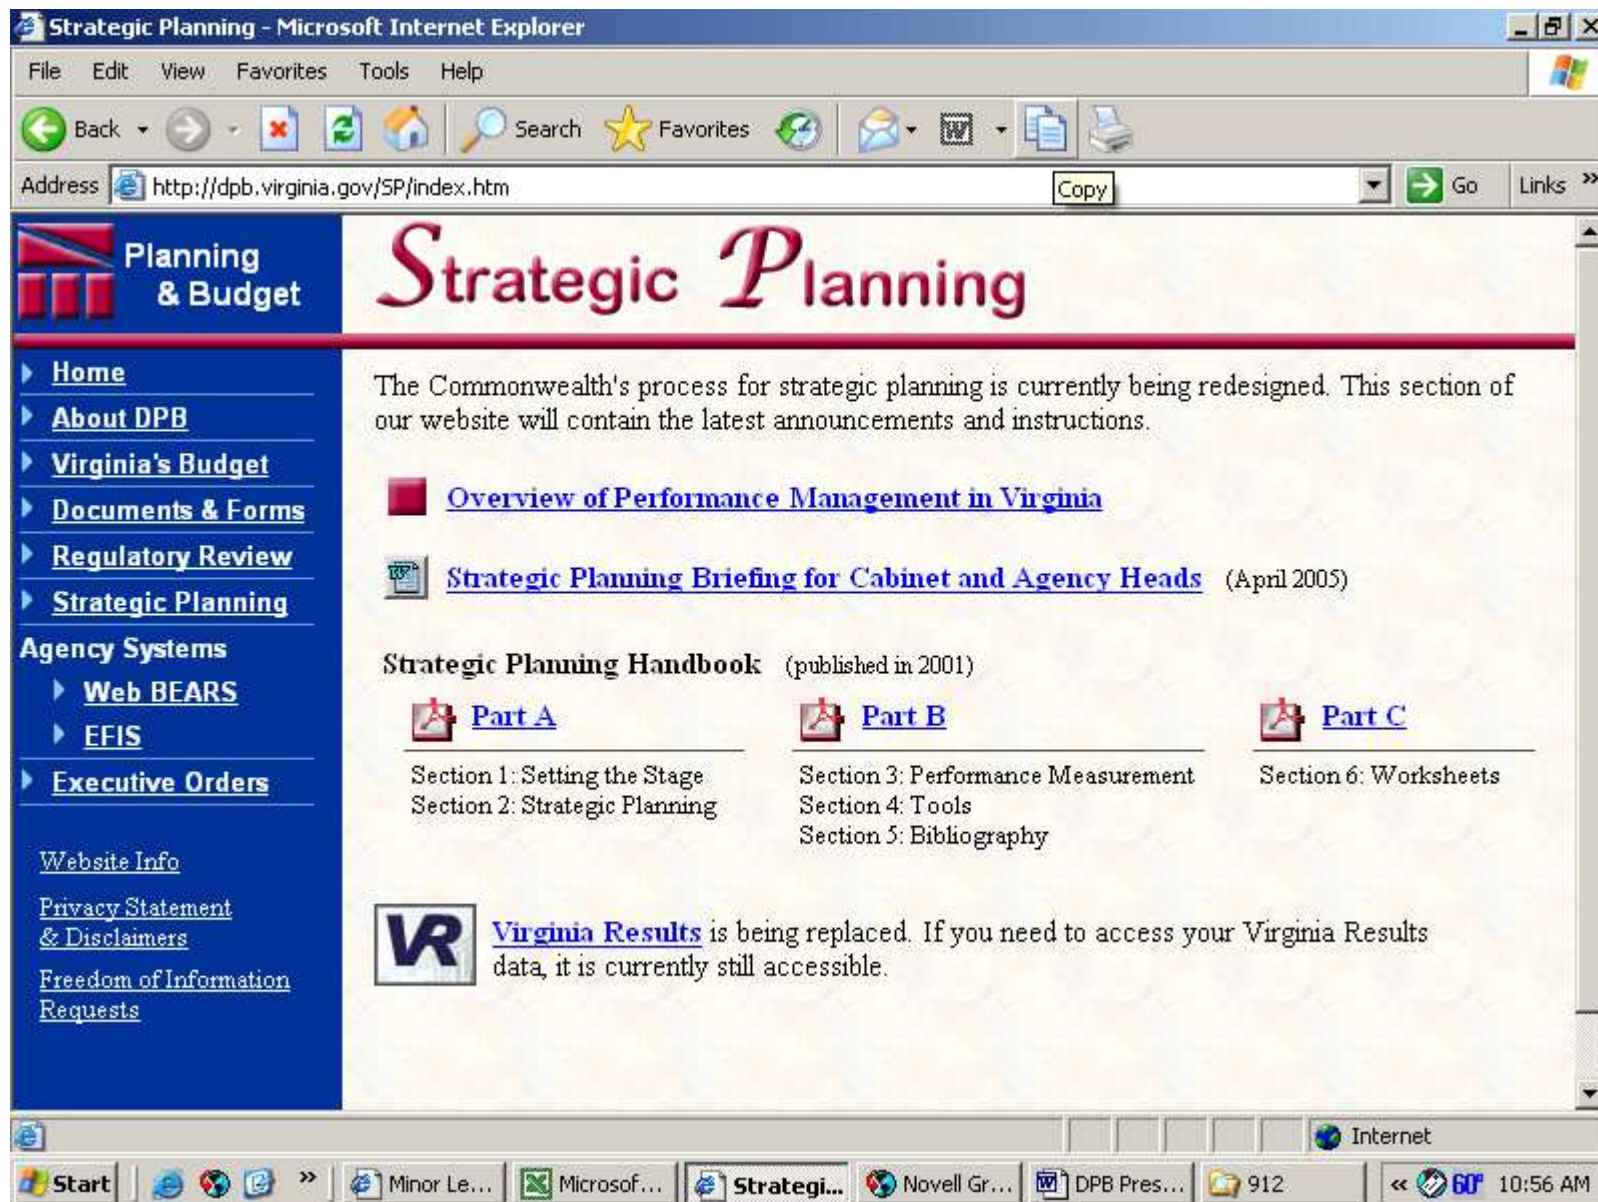 Strategic Planning - Microsoft Internet Explorer
File Edit View Favorites Tools Help
Back Search Favorites
Address http://dpb.virginia.gov/SP/index.htm Go Links »
Copy
Planning
& Budget
Strategic Planning
Home
About DPB
Virginia's Budget
Documents & Forms
Regulatory Review
Strategic Planning
Agency Systems
Web BEARS
EFIS
Executive Orders
Website Info
Privacy Statement
& Disclaimers
Freedom of Information
Requests
The Commonwealth's process for strategic planning is currently being redesigned. This section of
our website will contain the latest announcements and instructions.
Overview of Performance Management in Virginia
Strategic Planning Briefing for Cabinet and Agency Heads (April 2005)
Strategic Planning Handbook (published in 2001)
Part A
Section 1: Setting the Stage
Section 2: Strategic Planning
Part B
Section 3: Performance Measurement
Section 4: Tools
Section 5: Bibliography
Part C
Section 6: Worksheets
VR
Virginia Results is being replaced. If you need to access your Virginia Results
data, it is currently still accessible.
Internet
Start » Minor Le... Microsof... Strategi... Novell Gr... DPB Pres... 912 « 60° 10:56 AM